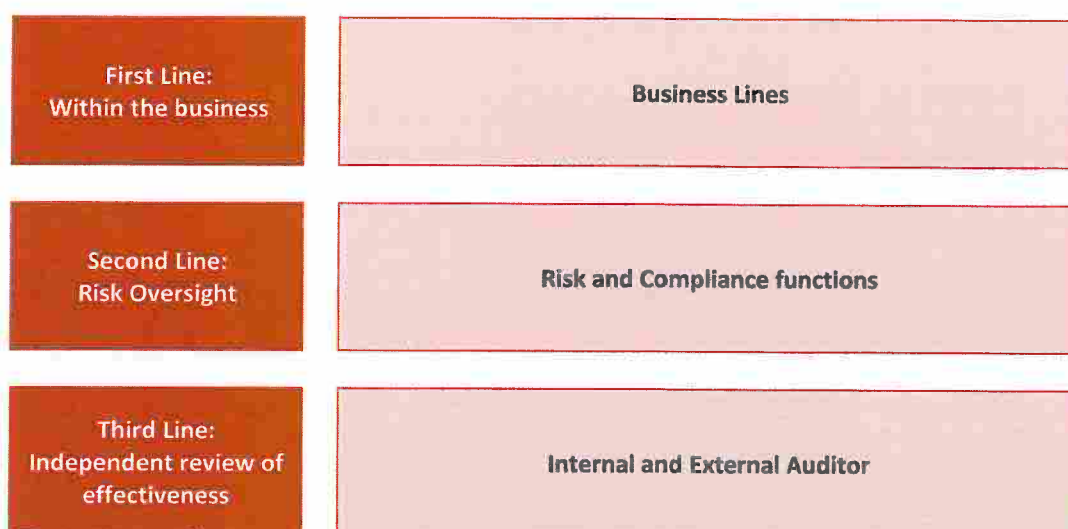 First Line:
Within the business
Business Lines
Second Line:
Risk Oversight
Risk and Compliance functions
Third Line:
Independent review of
effectiveness
Internal and External Auditor